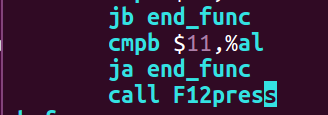 jb end_func
cmpb $11,%al
ja end_func
call F12press